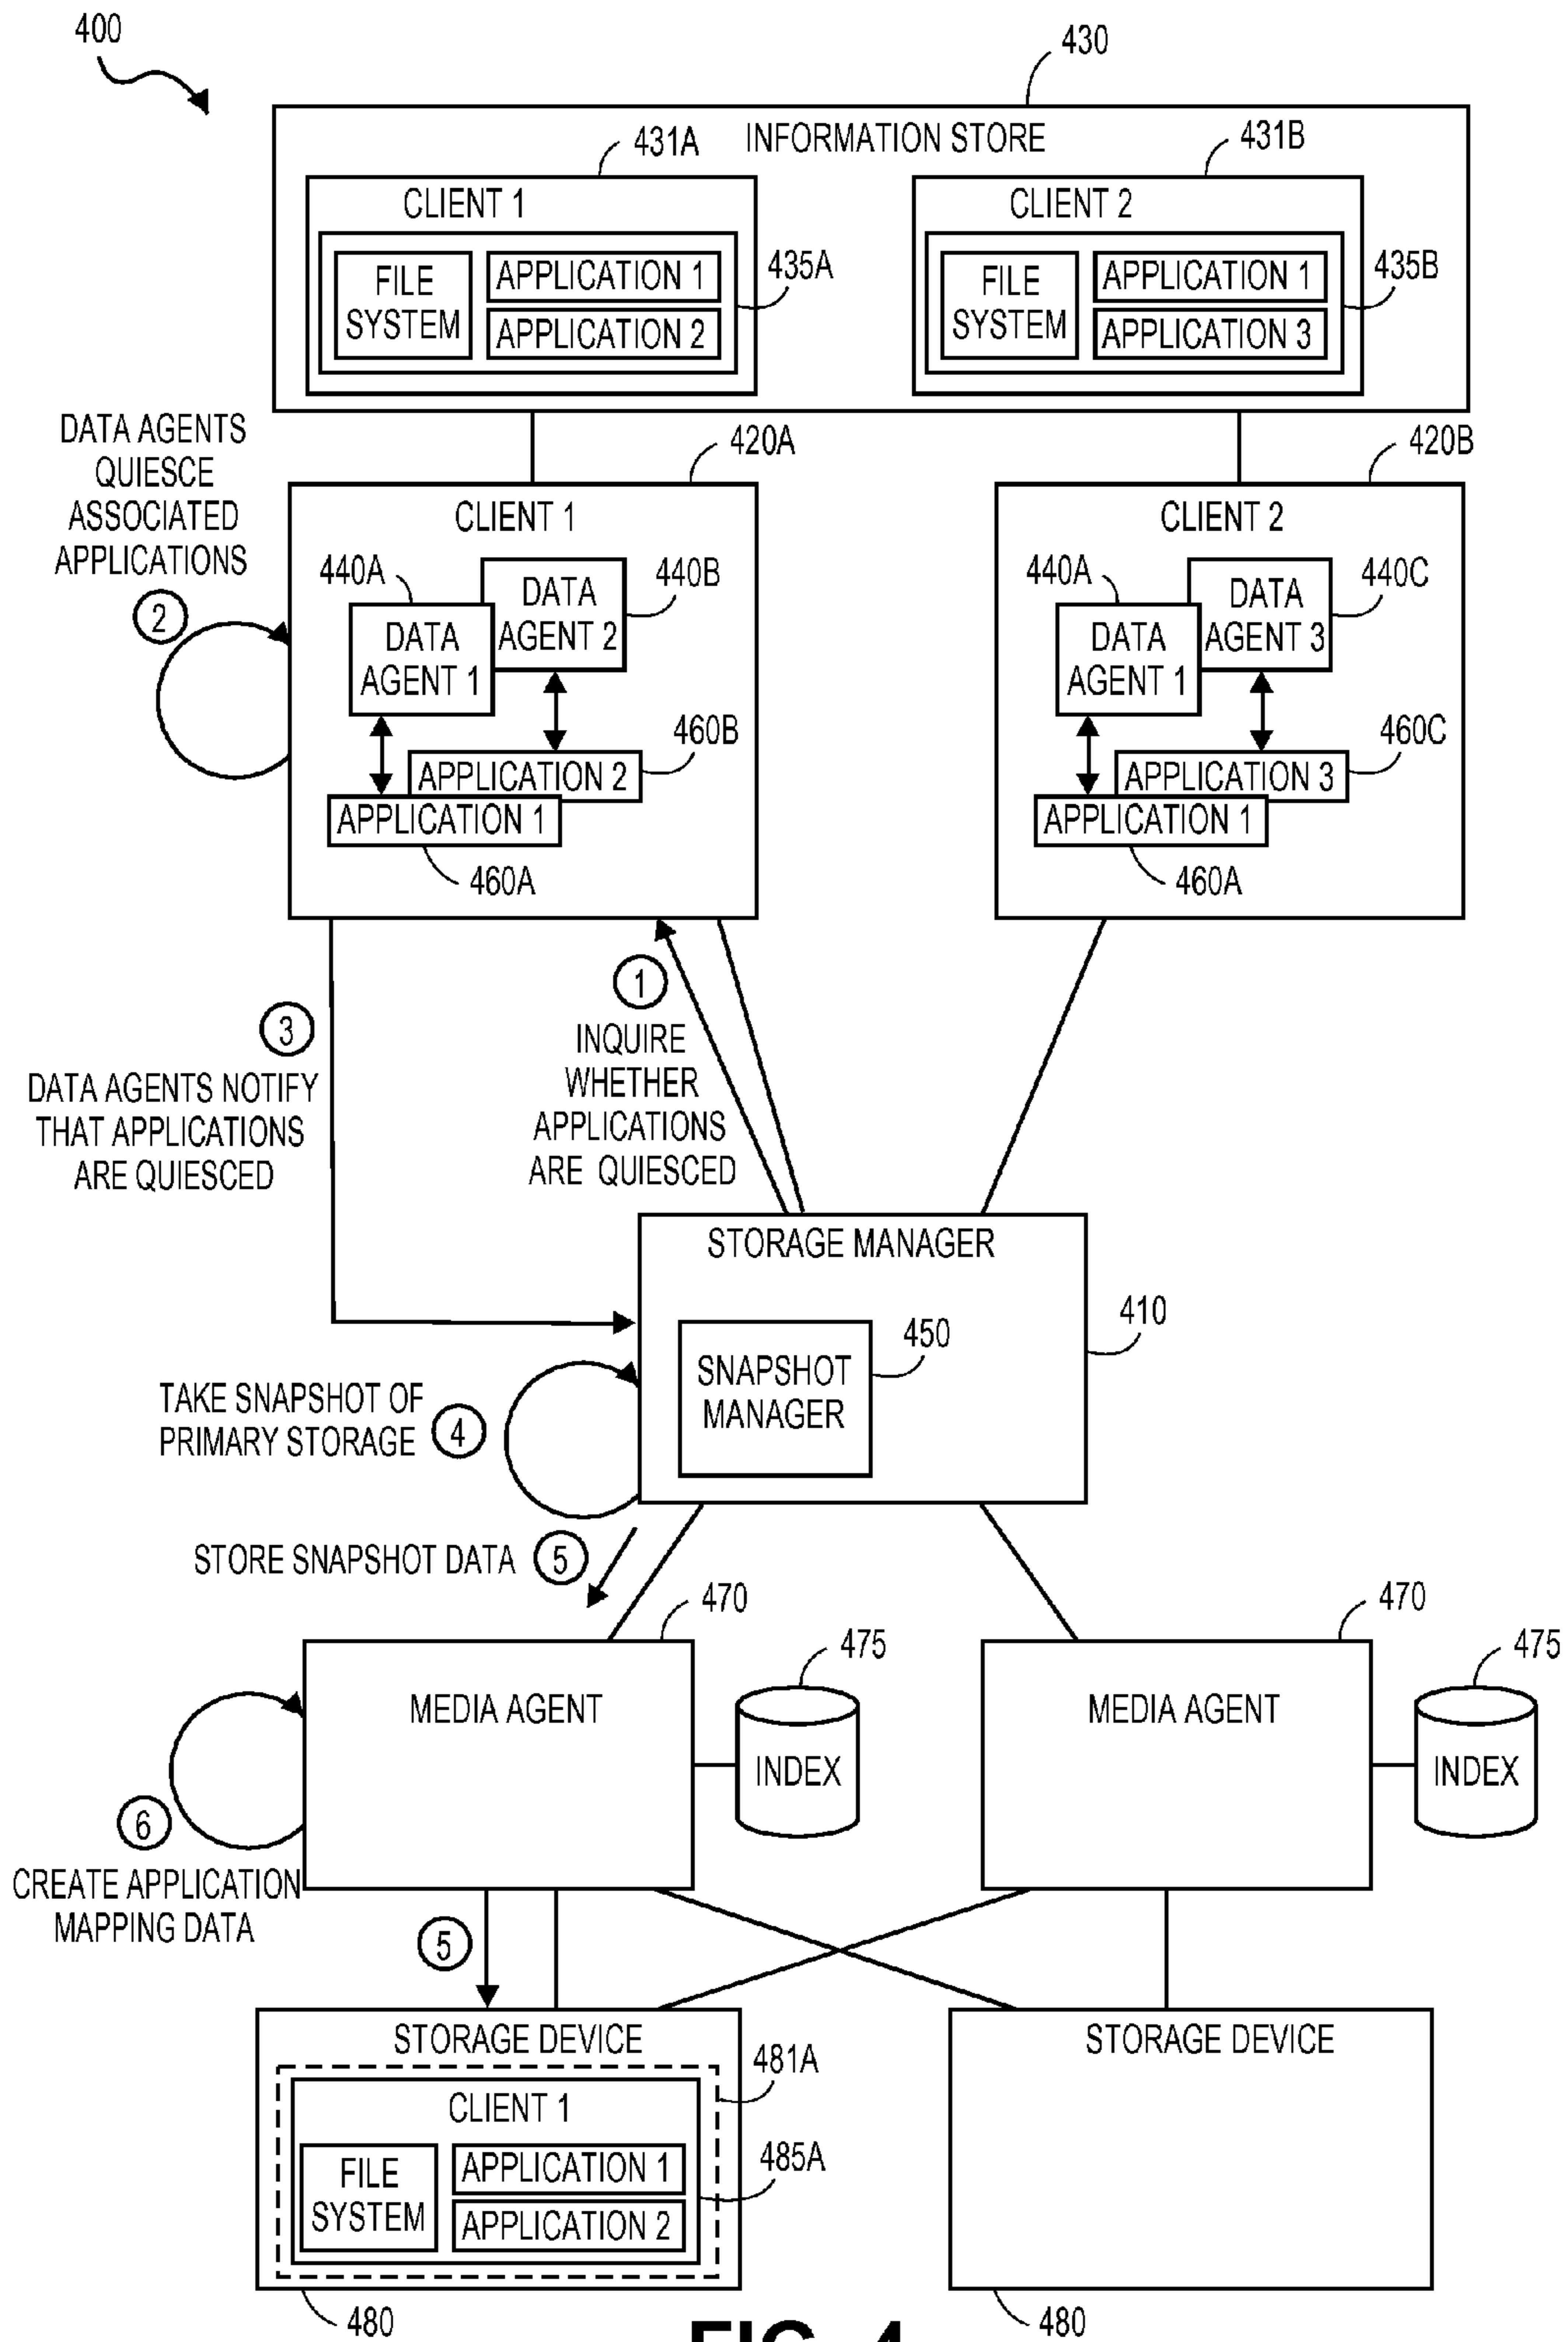 400
430
INFORMATION STORE
431A
431B
CLIENT 1
CLIENT 2
FILE
SYSTEM
APPLICATION 1
APPLICATION 2
435A
FILE
SYSTEM
APPLICATION 1
APPLICATION 3
435B
DATA AGENTS
QUIESCE
ASSOCIATED
APPLICATIONS
2
420A
420B
CLIENT 1
CLIENT 2
440A
DATA
AGENT 1
DATA
AGENT 2
440B
440A
DATA
AGENT 1
DATA
AGENT 3
440C
460B
APPLICATION 2
APPLICATION 1
460A
460C
APPLICATION 3
APPLICATION 1
460A
1
INQUIRE
WHETHER
APPLICATIONS
ARE QUIESCED
3
DATA AGENTS NOTIFY
THAT APPLICATIONS
ARE QUIESCED
STORAGE MANAGER
410
450
SNAPSHOT
MANAGER
TAKE SNAPSHOT OF
PRIMARY STORAGE
4
STORE SNAPSHOT DATA
5
470
470
475
475
MEDIA AGENT
MEDIA AGENT
INDEX
INDEX
6
CREATE APPLICATION
MAPPING DATA
5
STORAGE DEVICE
STORAGE DEVICE
481A
CLIENT 1
485A
FILE
SYSTEM
APPLICATION 1
APPLICATION 2
480
480
FIG. 4